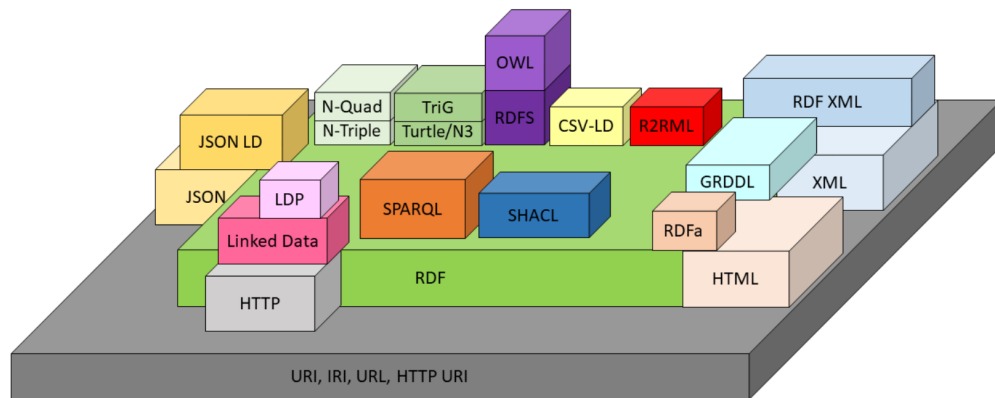 OWL
N-Quad
TriG
RDF XML
N-Triple
Turtle/N3
RDFS
CSV-LD
R2RML
JSON LD
GRDDL
XML
JSON
LDP
SPARQL
SHACL
RDFa
Linked Data
RDF
HTML
HTTP
URI, IRI, URL, HTTP URI